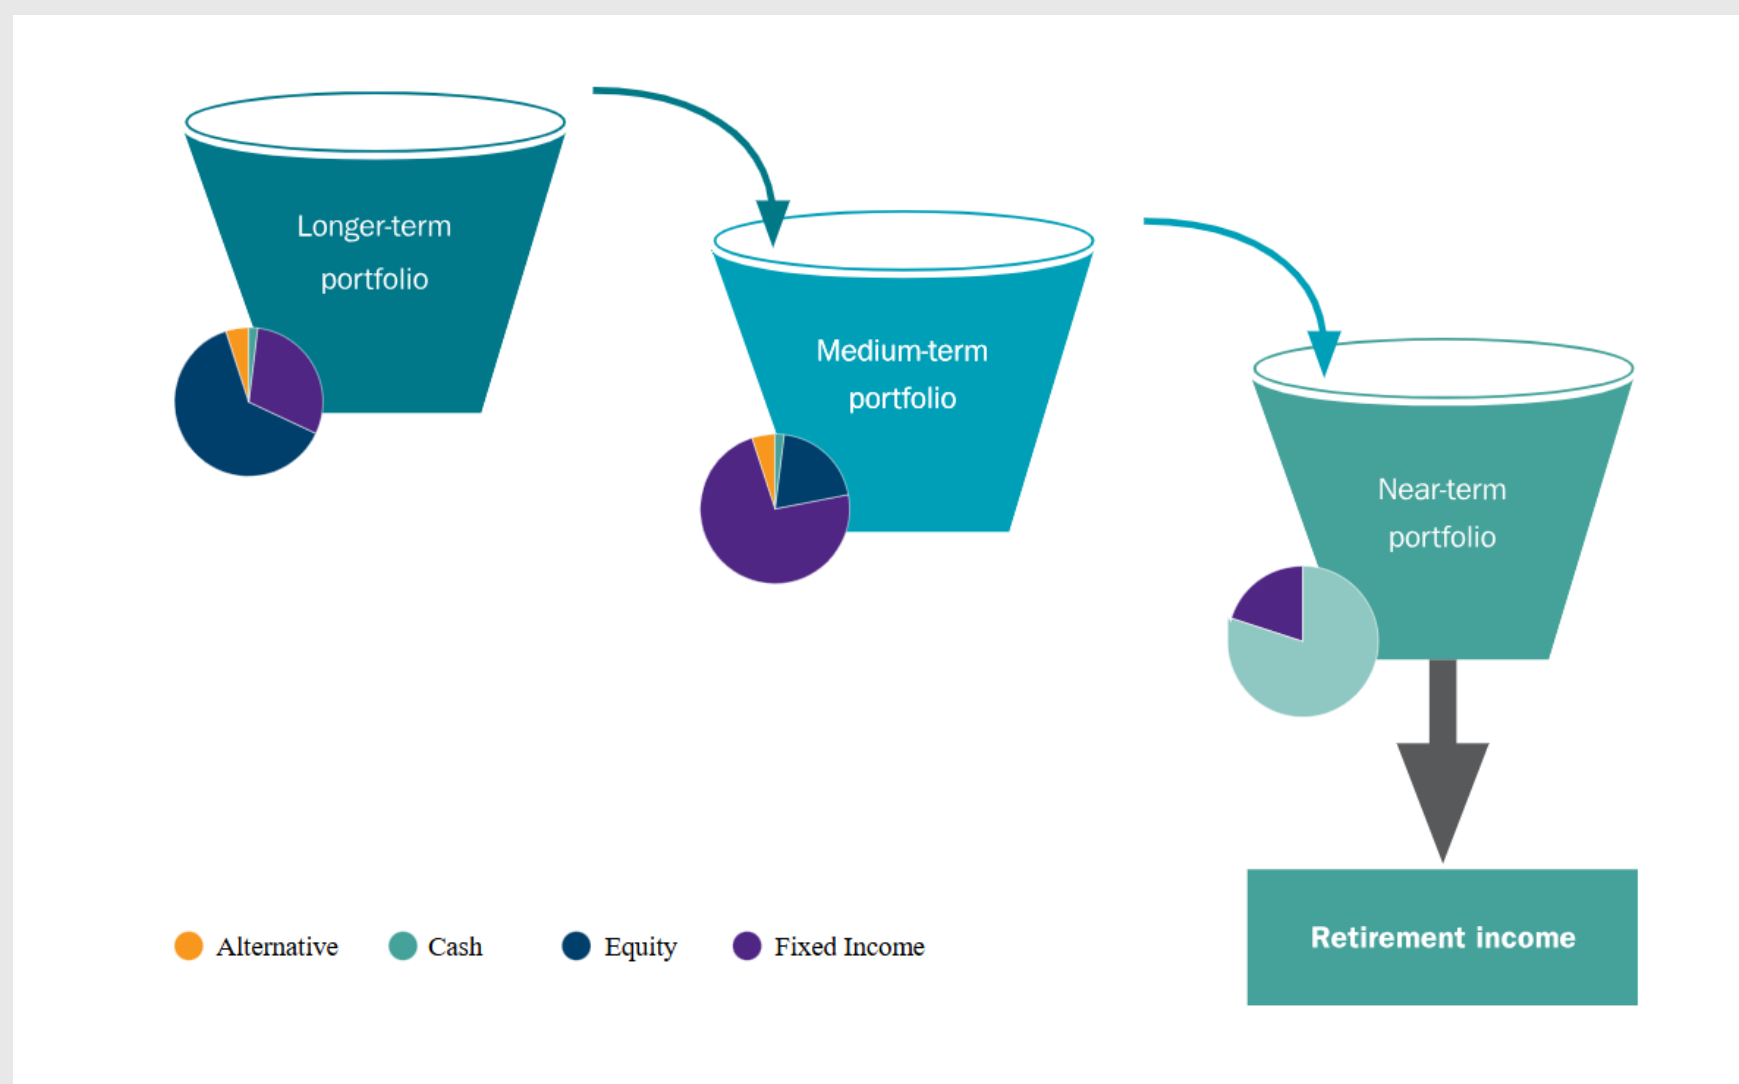 Longer-term
portfolio
Medium-term
portfolio
Near-term
portfolio
Retirement income
Alternative
Cash
Equity
Fixed Income